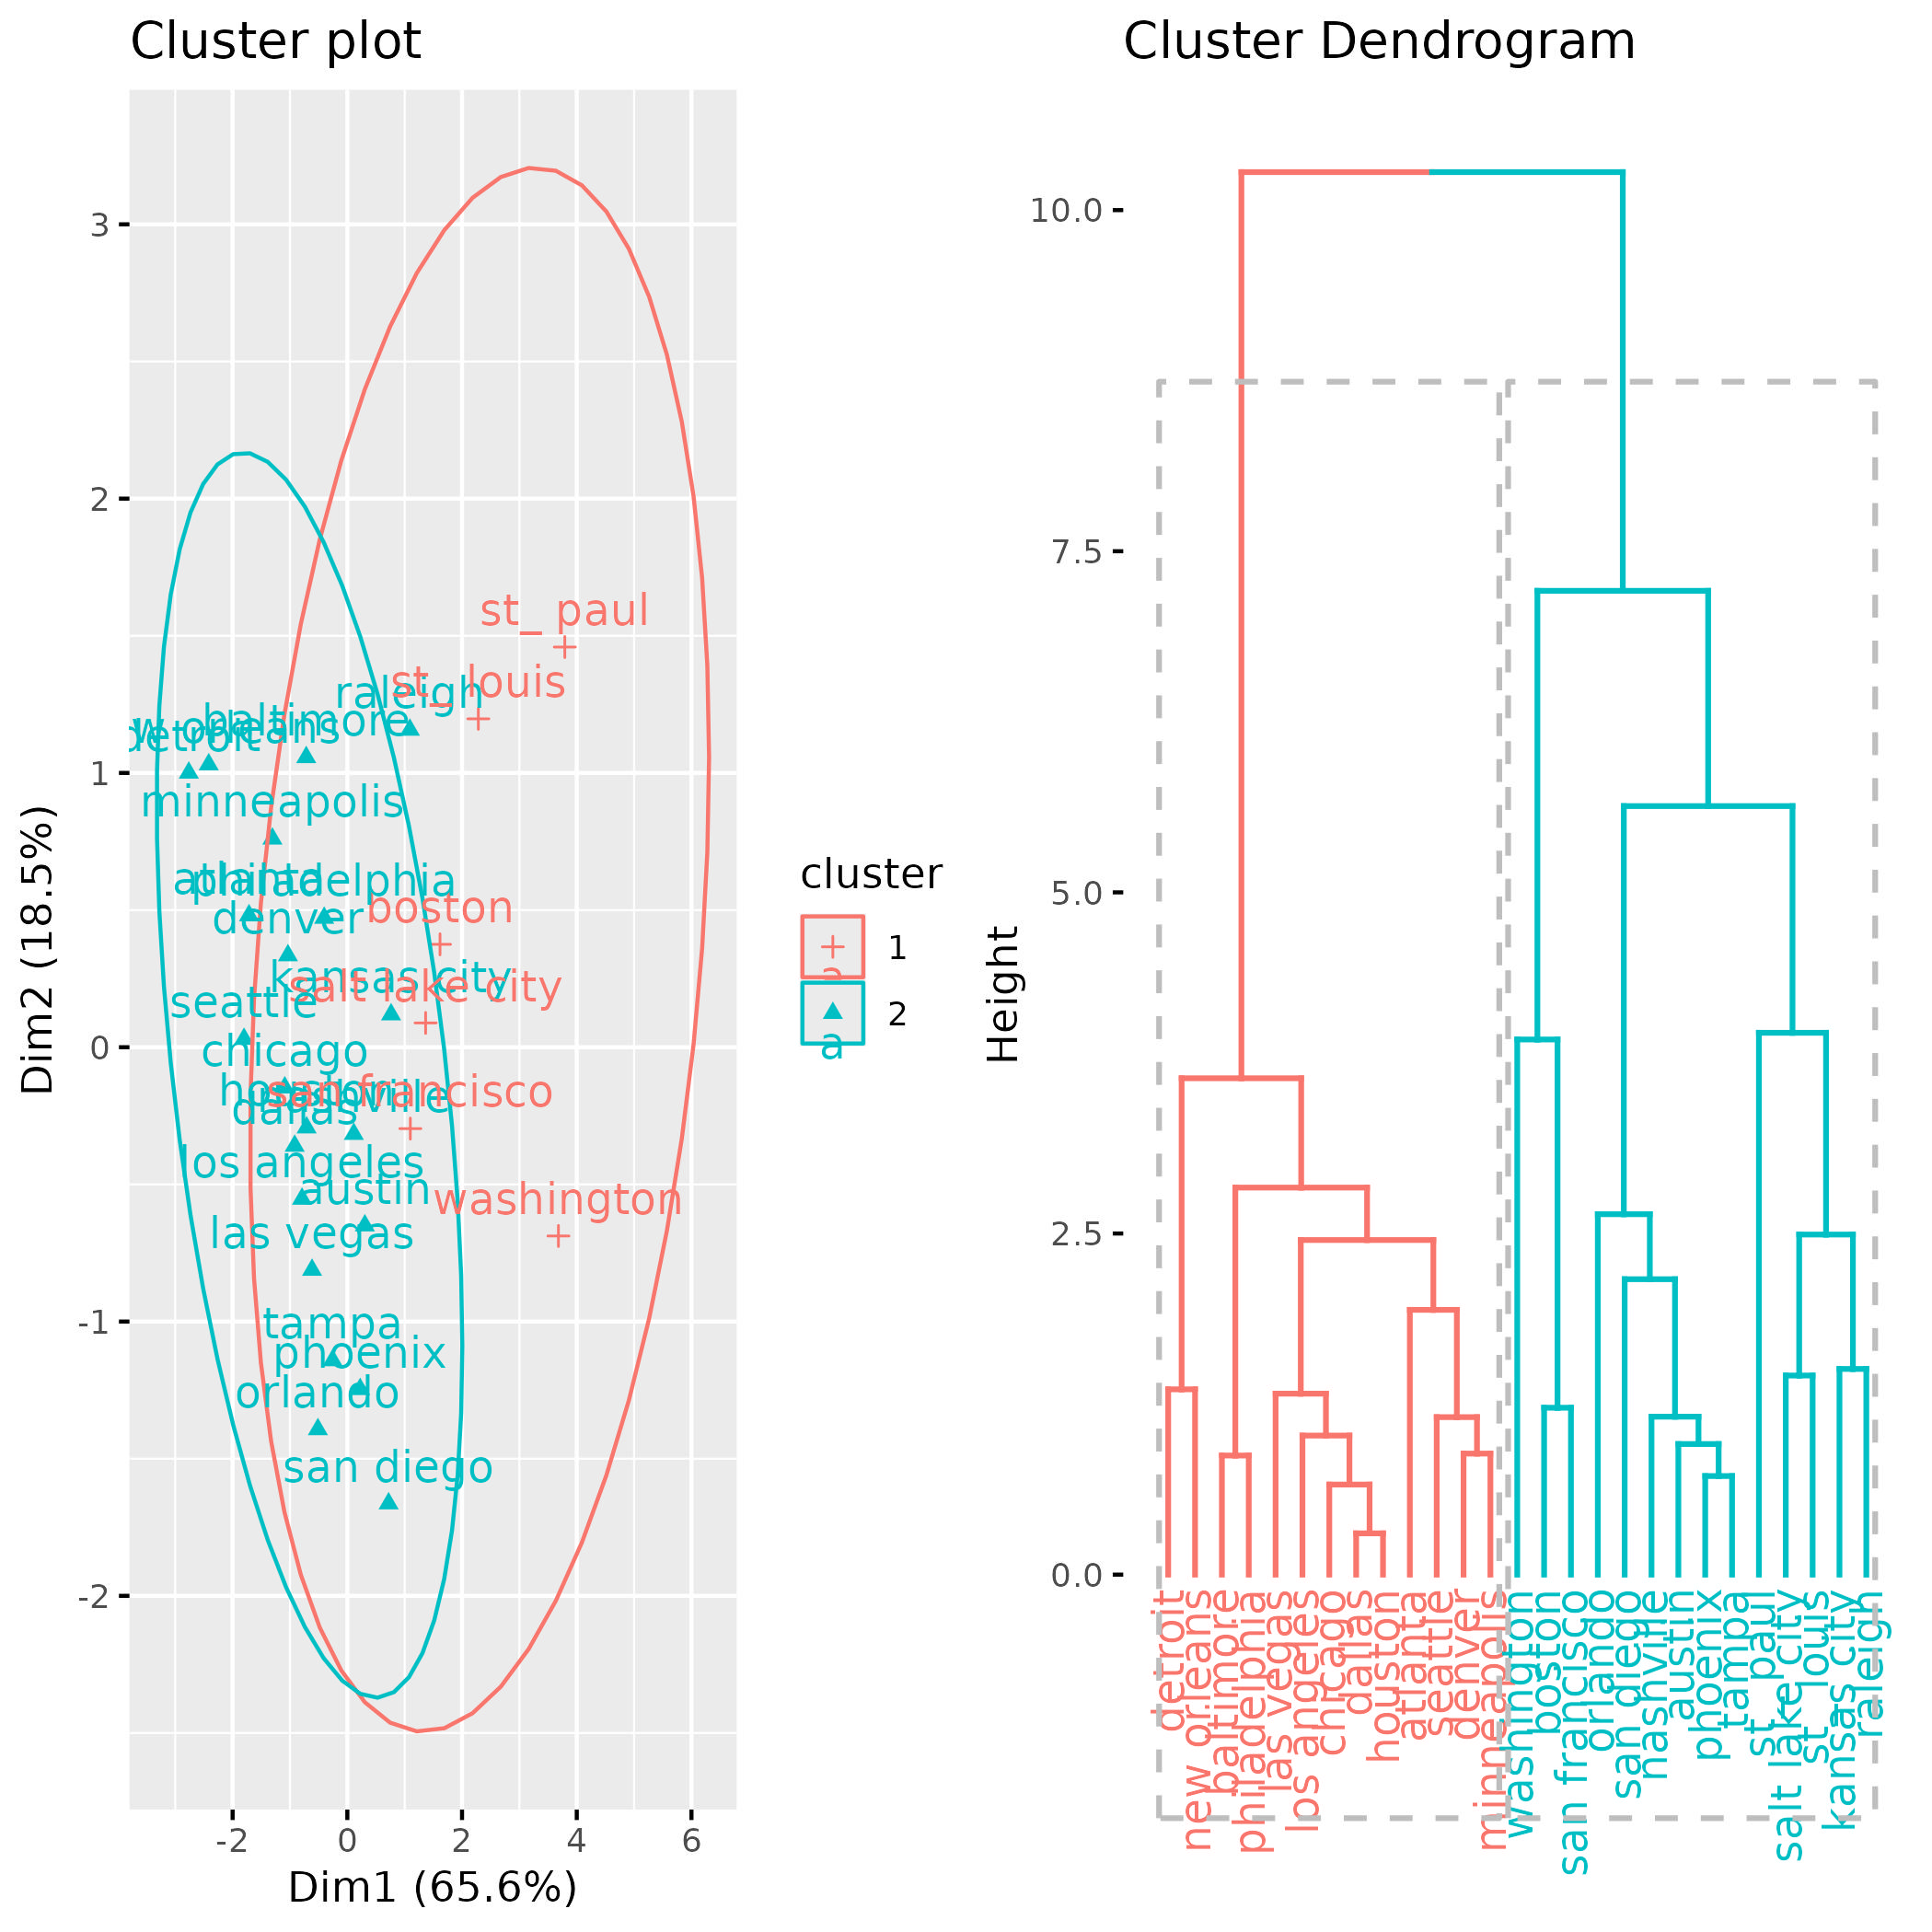 Cluster plot
3
2
1
0
-1
-2
-2
0
2
4
6
Dim2 (18.5%)
Dim1 (65.6%)
st_ paul
st_ louis
raleigh
baltimore
detroit
minneapolis
atlanta
philadelphia
denver
boston
kansas city
salt lake city
seattle
chicago
houston
nashville
san francisco
dallas
los angeles
austin
washington
las vegas
tampa
phoenix
orlando
san diego
cluster
a
1
a
2
Cluster Dendrogram
Height
10.0
7.5
5.0
2.5
0.0
detroit
new orleans
baltimore
philadelphia
las vegas
los angeles
chicago
dallas
houston
atlanta
seattle
denver
minneapolis
washington
boston
san francisco
orlando
san diego
nashville
austin
phoenix
tampa
st_ paul
salt lake city
st_ louis
kansas city
raleigh